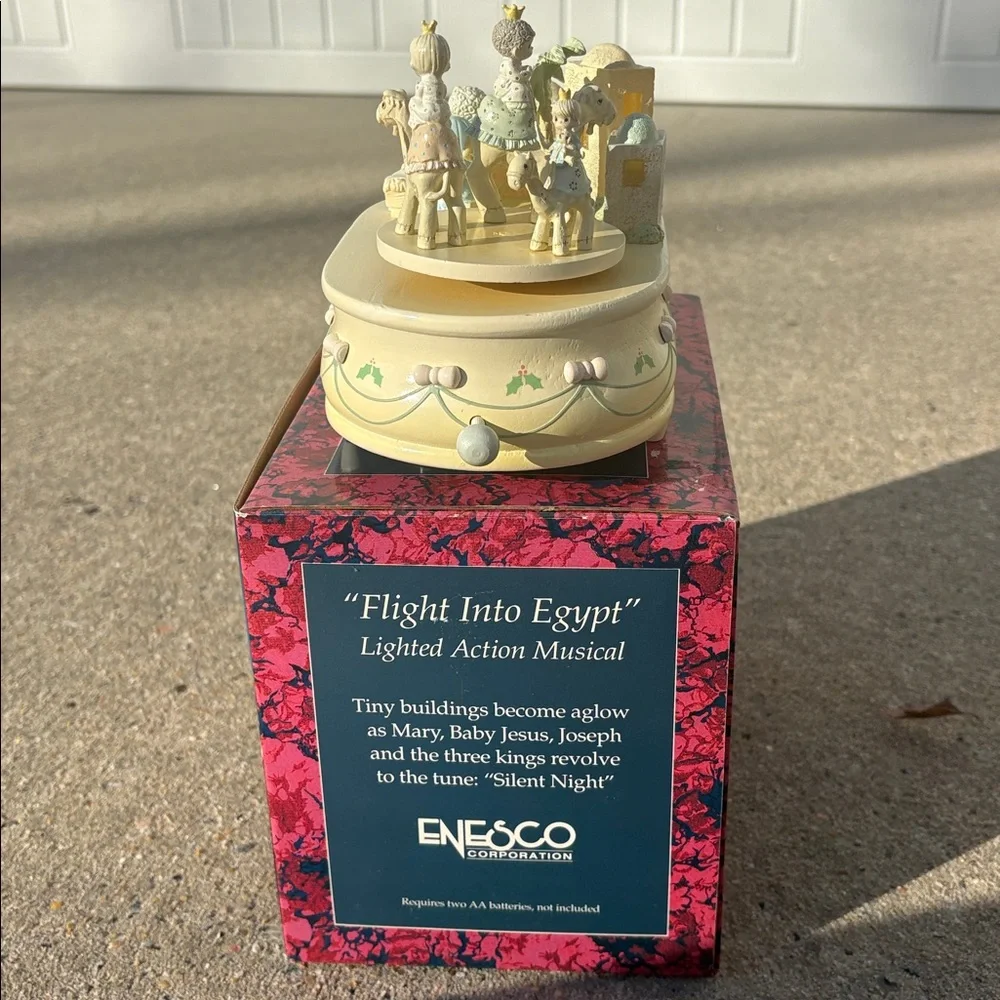 “Flight Into Egypt”
Lighted Action Musical
Tiny buildings become aglow
as Mary, Baby Jesus, Joseph
and the three kings revolve
to the tune: “Silent Night”
ENESCO
CORPORATION
Requires two AA batteries, not included